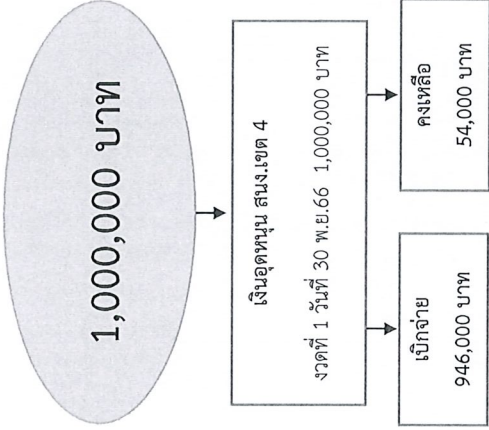 1,000,000 บาท
เงินอุดหนุน สนง.เขต 4
งวดที่ 1 วันที่ 30 พ.ย.66 1,000,000 บาท
เบิกจ่าย
946,000 บาท
คงเหลือ
54,000 บาท